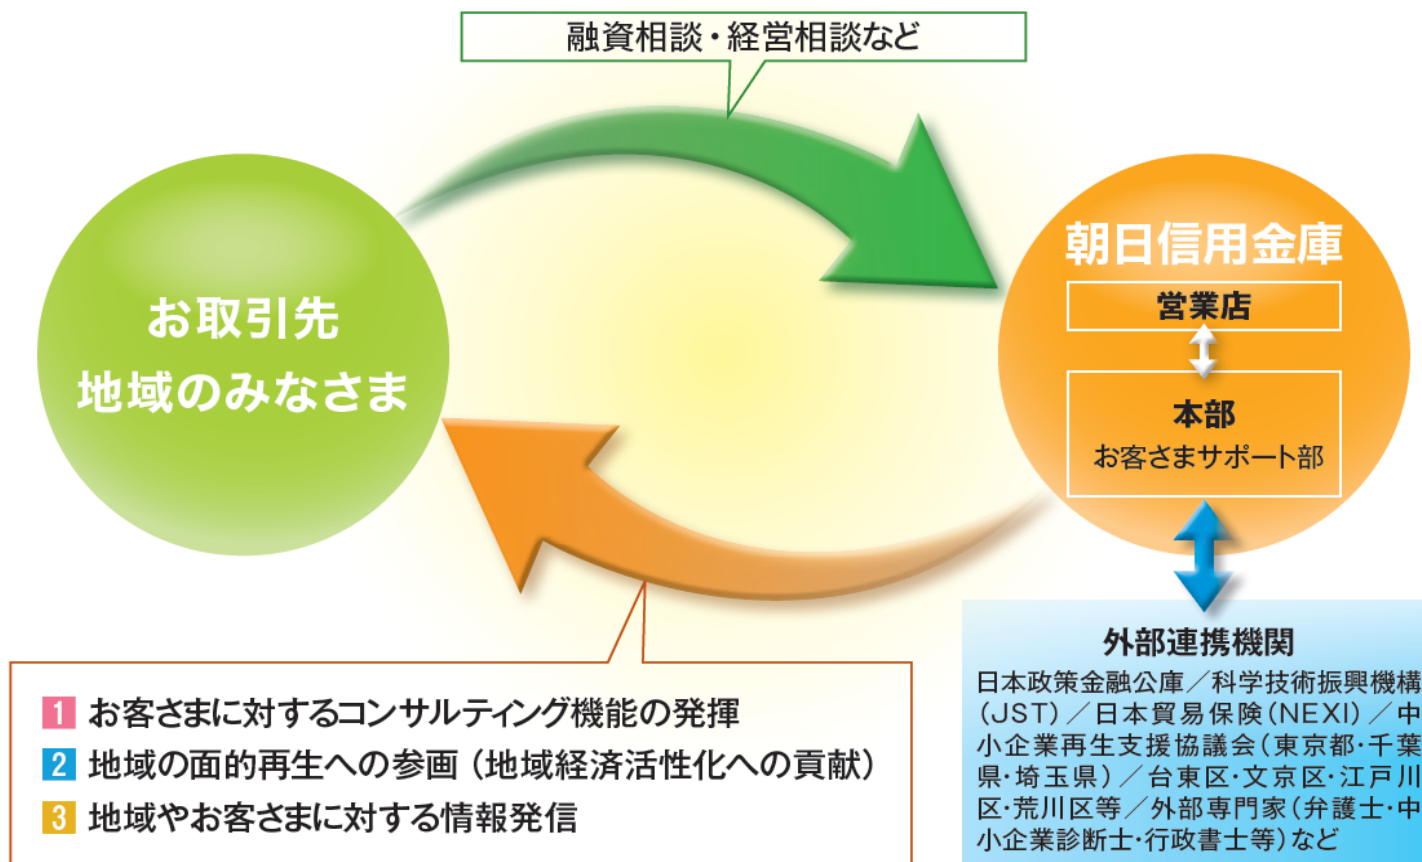 融資相談・経営相談など
お取引先
地域のみなさま
朝日信用金庫
営業店
本部
お客さまサポート部
外部連携機関
日本政策金融公庫／科学技術振興機構
(JST)／日本貿易保険(NEXI)／中
小企業再生支援協議会(東京都・千葉
県・埼玉県)／台東区・文京区・江戸川
区・荒川区等／外部専門家(弁護士・中
小企業診断士・行政書士等)など
1 お客さまに対するコンサルティング機能の発揮
2 地域の面的再生への参画（地域経済活性化への貢献）
3 地域やお客さまに対する情報発信